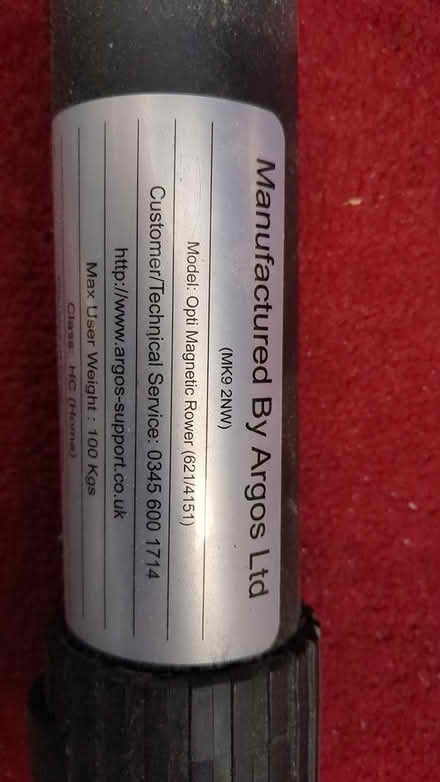 Manufactured By Argos Ltd
(MK9 2NW)
Model: Opti Magnetic Rower (621/4151)
Customer/Technical Service: 0345 600 1714
http://www.argos-support.co.uk
Max User Weight : 100 Kgs
Class: HC (Home)